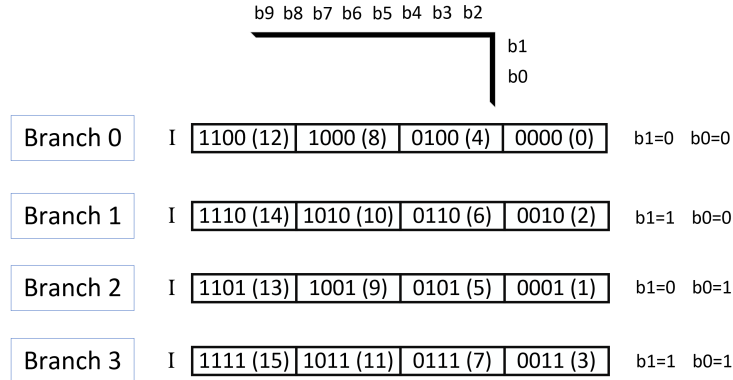 b9 b8 b7 b6 b5 b4 b3 b2
b1
b0
Branch 0 I 1100 (12) 1000 (8) 0100 (4) 0000 (0) b1=0 b0=0
Branch 1 I 1110 (14) 1010 (10) 0110 (6) 0010 (2) b1=1 b0=0
Branch 2 I 1101 (13) 1001 (9) 0101 (5) 0001 (1) b1=0 b0=1
Branch 3 I 1111 (15) 1011 (11) 0111 (7) 0011 (3) b1=1 b0=1